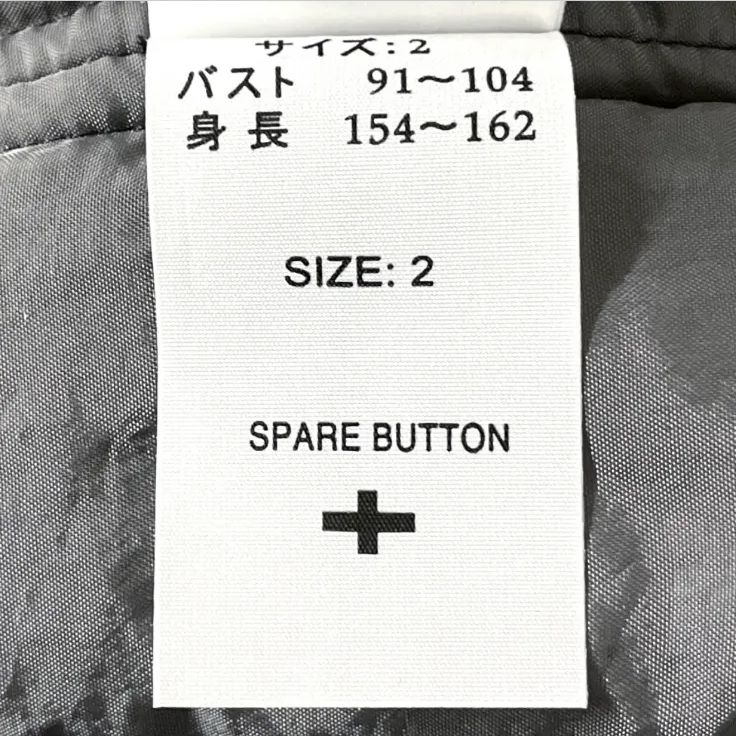 サイズ:2
バスト 91～104
身長 154～162
SIZE: 2
SPARE BUTTON